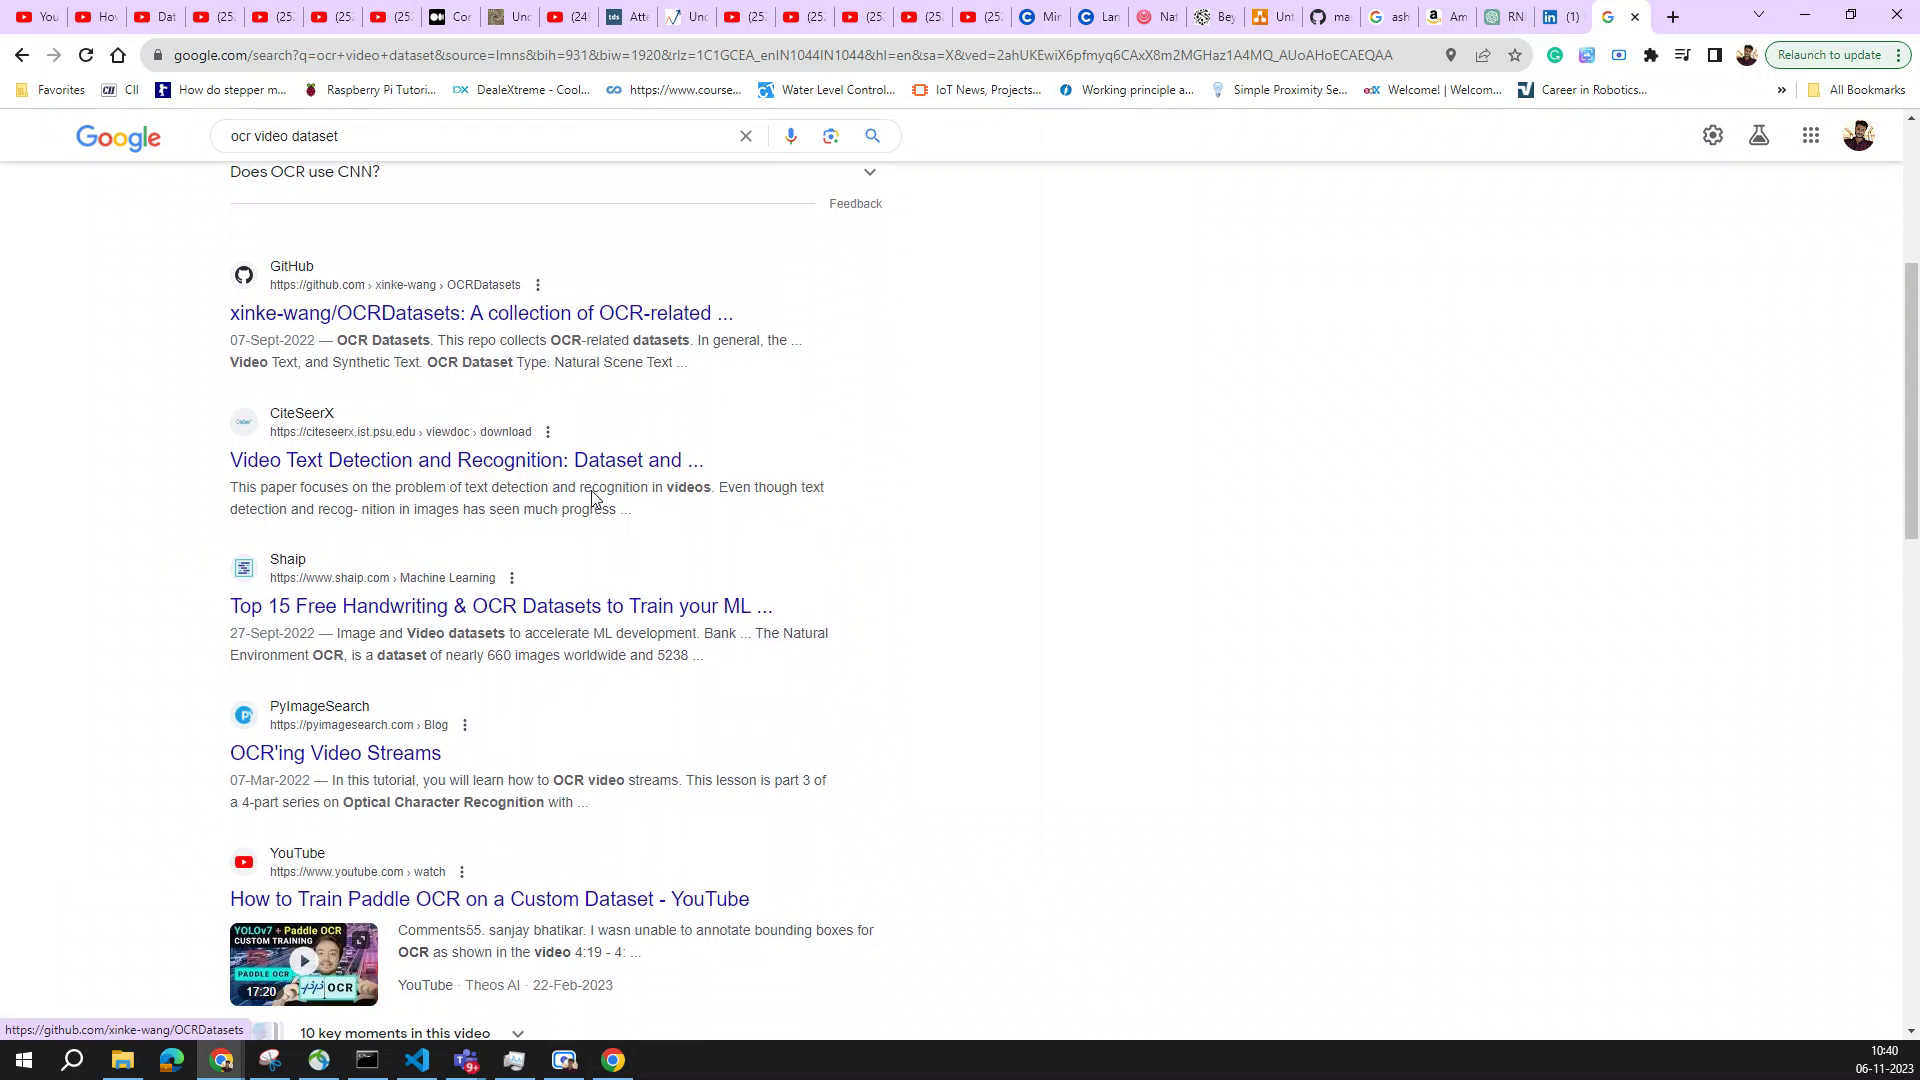 You
Hov
Dat
(252
(252
(252
(252
Cor
Unc
(249
tds
Atte
Unc
(252
(252
(252
(252
(252
Mir
Lan
Nat
Bey
Unt
ma
ash
Am
RN
(1)
google.com/search?q=ocr+video+dataset&source=lmns&bih=931&biw=1920&rlz=1C1GCEA_enIN1044IN1044&hl=en&sa=X&ved=2ahUKEwiX6pfmyq6CAxX8m2MGHaz1A4MQ_AUoAHoECAEQAA
Relaunch to update
Favorites
CII
How do stepper m...
Raspberry Pi Tutori...
DealeXtreme - Cool...
https://www.course...
Water Level Control...
IoT News, Projects...
Working principle a...
Simple Proximity Se...
Welcome! | Welcom...
Career in Robotics...
»
All Bookmarks
Google
ocr video dataset
Does OCR use CNN?
Feedback
GitHub
https://github.com › xinke-wang › OCRDatasets
xinke-wang/OCRDatasets: A collection of OCR-related ...
07-Sept-2022 — OCR Datasets. This repo collects OCR-related datasets. In general, the ...
Video Text, and Synthetic Text. OCR Dataset Type. Natural Scene Text ...
CiteSeerX
https://citeseerx.ist.psu.edu › viewdoc › download
Video Text Detection and Recognition: Dataset and ...
This paper focuses on the problem of text detection and recognition in videos. Even though text
detection and recog- nition in images has seen much progress ...
Shaip
https://www.shaip.com › Machine Learning
Top 15 Free Handwriting & OCR Datasets to Train your ML ...
27-Sept-2022 — Image and Video datasets to accelerate ML development. Bank ... The Natural
Environment OCR, is a dataset of nearly 660 images worldwide and 5238 ...
PyImageSearch
https://pyimagesearch.com › Blog
OCR'ing Video Streams
07-Mar-2022 — In this tutorial, you will learn how to OCR video streams. This lesson is part 3 of
a 4-part series on Optical Character Recognition with ...
YouTube
https://www.youtube.com › watch
How to Train Paddle OCR on a Custom Dataset - YouTube
YOLOv7 + Paddle OCR
CUSTOM TRAINING
PADDLE OCR
OCR
17:20
Comments55. sanjay bhatikar. I wasn unable to annotate bounding boxes for
OCR as shown in the video 4:19 - 4: ...
YouTube · Theos AI · 22-Feb-2023
10 key moments in this video
https://github.com/xinke-wang/OCRDatasets
9+
10:40
06-11-2023